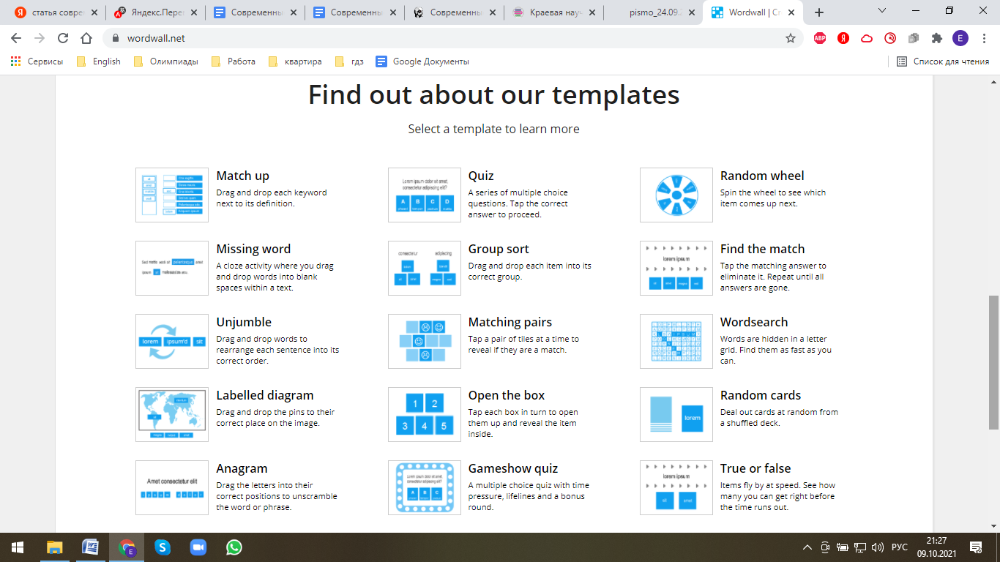 статья соврем
Яндекс.Пере
Современны
Современны
Современны
Краевая науч
pismo_24.09.
Wordwall | Cr
wordwall.net
ABP
Я
E
Сервисы
English
Олимпиады
Работа
квартира
гдз
Google Документы
Список для чтения
Find out about our templates
Select a template to learn more
Match up
Drag and drop each keyword
next to its definition.
Quiz
A series of multiple choice
questions. Tap the correct
answer to proceed.
Lorem ipsum dolor sit amet,
consectetur adipiscing elit?
A B C D
Random wheel
Spin the wheel to see which
item comes up next.
Missing word
A cloze activity where you drag
and drop words into blank
spaces within a text.
Group sort
Drag and drop each item into its
correct group.
consectetur adipiscing
Find the match
Tap the matching answer to
eliminate it. Repeat until all
answers are gone.
lorem ipsum
Unjumble
Drag and drop words to
rearrange each sentence into its
correct order.
lorem ipsum'd sit
Matching pairs
Tap a pair of tiles at a time to
reveal if they are a match.
Wordsearch
Words are hidden in a letter
grid. Find them as fast as you
can.
Labelled diagram
Drag and drop the pins to their
correct place on the image.
Open the box
Tap each box in turn to open
them up and reveal the item
inside.
1 2
3 4 5
Random cards
Deal out cards at random from
a shuffled deck.
lorem
Anagram
Drag the letters into their
correct positions to unscramble
the word or phrase.
Amet consectetur elit
Gameshow quiz
A multiple choice quiz with time
pressure, lifelines and a bonus
round.
Lorem ipsum dolor sit amet,
consectetur adipiscing elit?
A B C
True or false
Items fly by at speed. See how
many you can get right before
the time runs out.
lorem ipsum
sit amet
E
РУС
21:27
09.10.2021